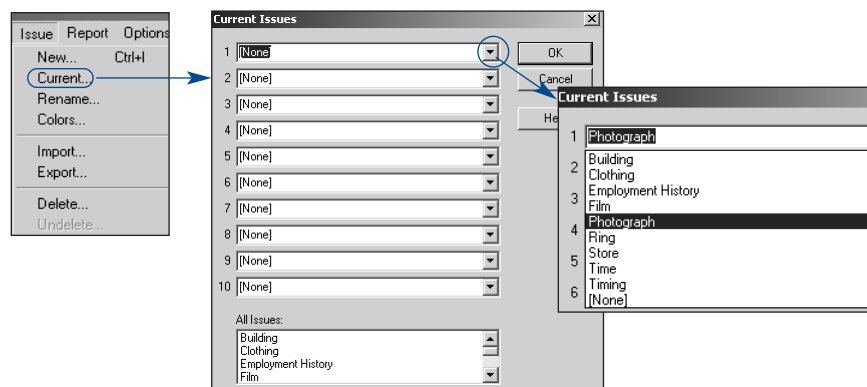 Issue Report Options
New... Ctrl+I
Current...
Rename...
Colors...
Import...
Export...
Delete...
Undelete...
Current Issues
1 [None]
2 [None]
3 [None]
4 [None]
5 [None]
6 [None]
7 [None]
8 [None]
9 [None]
10 [None]
All Issues:
Building
Clothing
Employment History
Film
OK
Cancel
He
Current Issues
1 Photograph
2 Building
Clothing
3 Employment History
Film
4 Photograph
Ring
5 Store
Time
6 Timing
[None]